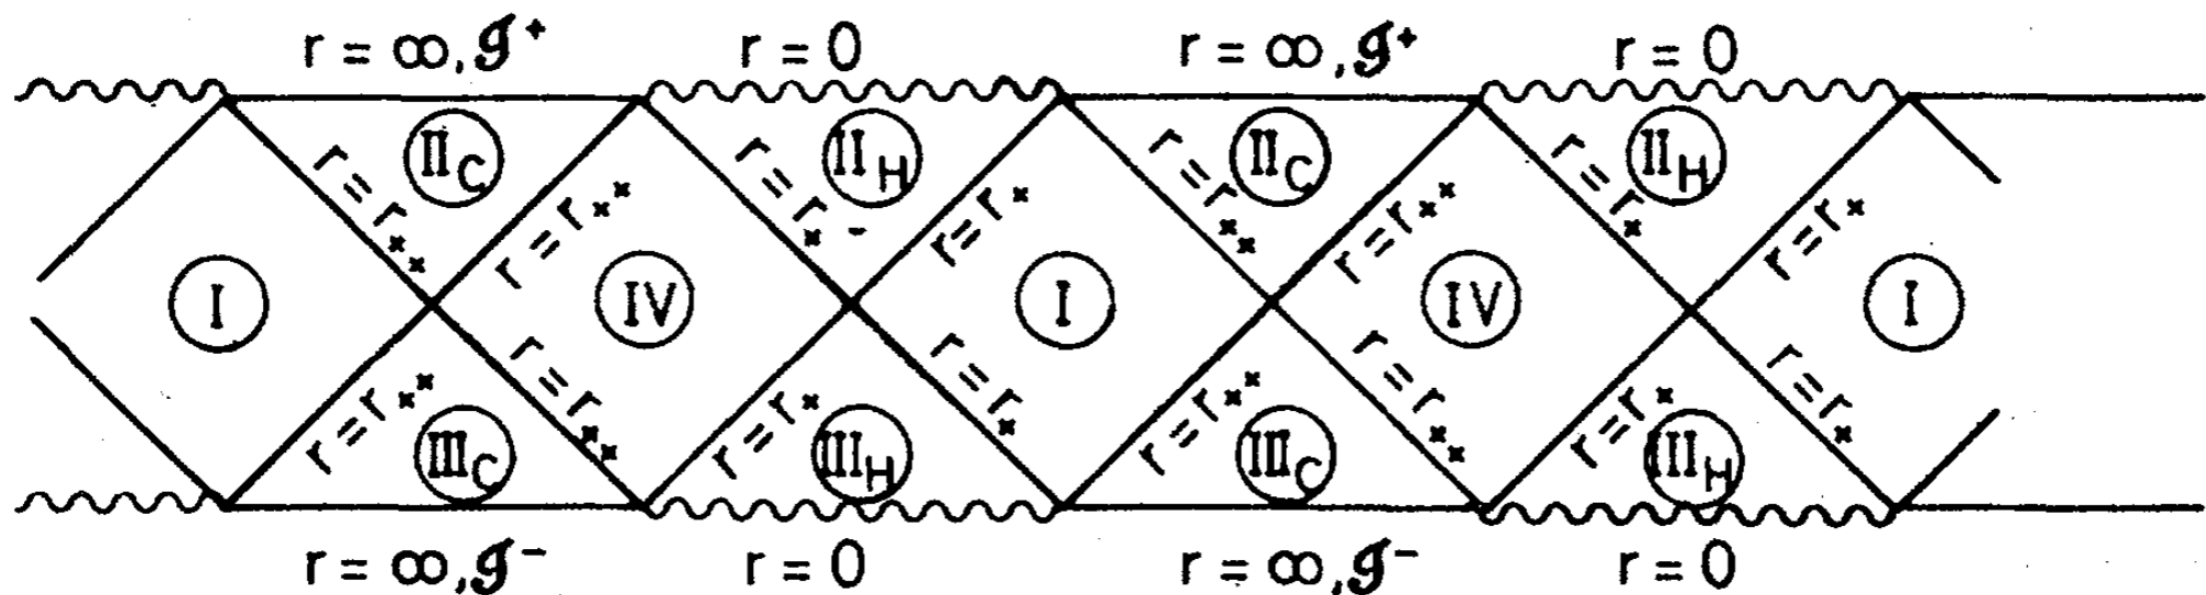 r = ∞, 𝓘⁺ r = 0 r = ∞, 𝓘⁺ r = 0
II_C II_H II_C II_H
r=r₊₊ r=r₊₊ r=r₊ r=r₊ r=r₊₊ r=r₊₊ r=r₊ r=r₊
I IV I IV I
r=r₊₊ r=r₊₊ r=r₊ r=r₊ r=r₊₊ r=r₊₊ r=r₊ r=r₊
III_C III_H III_C III_H
r = ∞, 𝓘⁻ r = 0 r = ∞, 𝓘⁻ r = 0